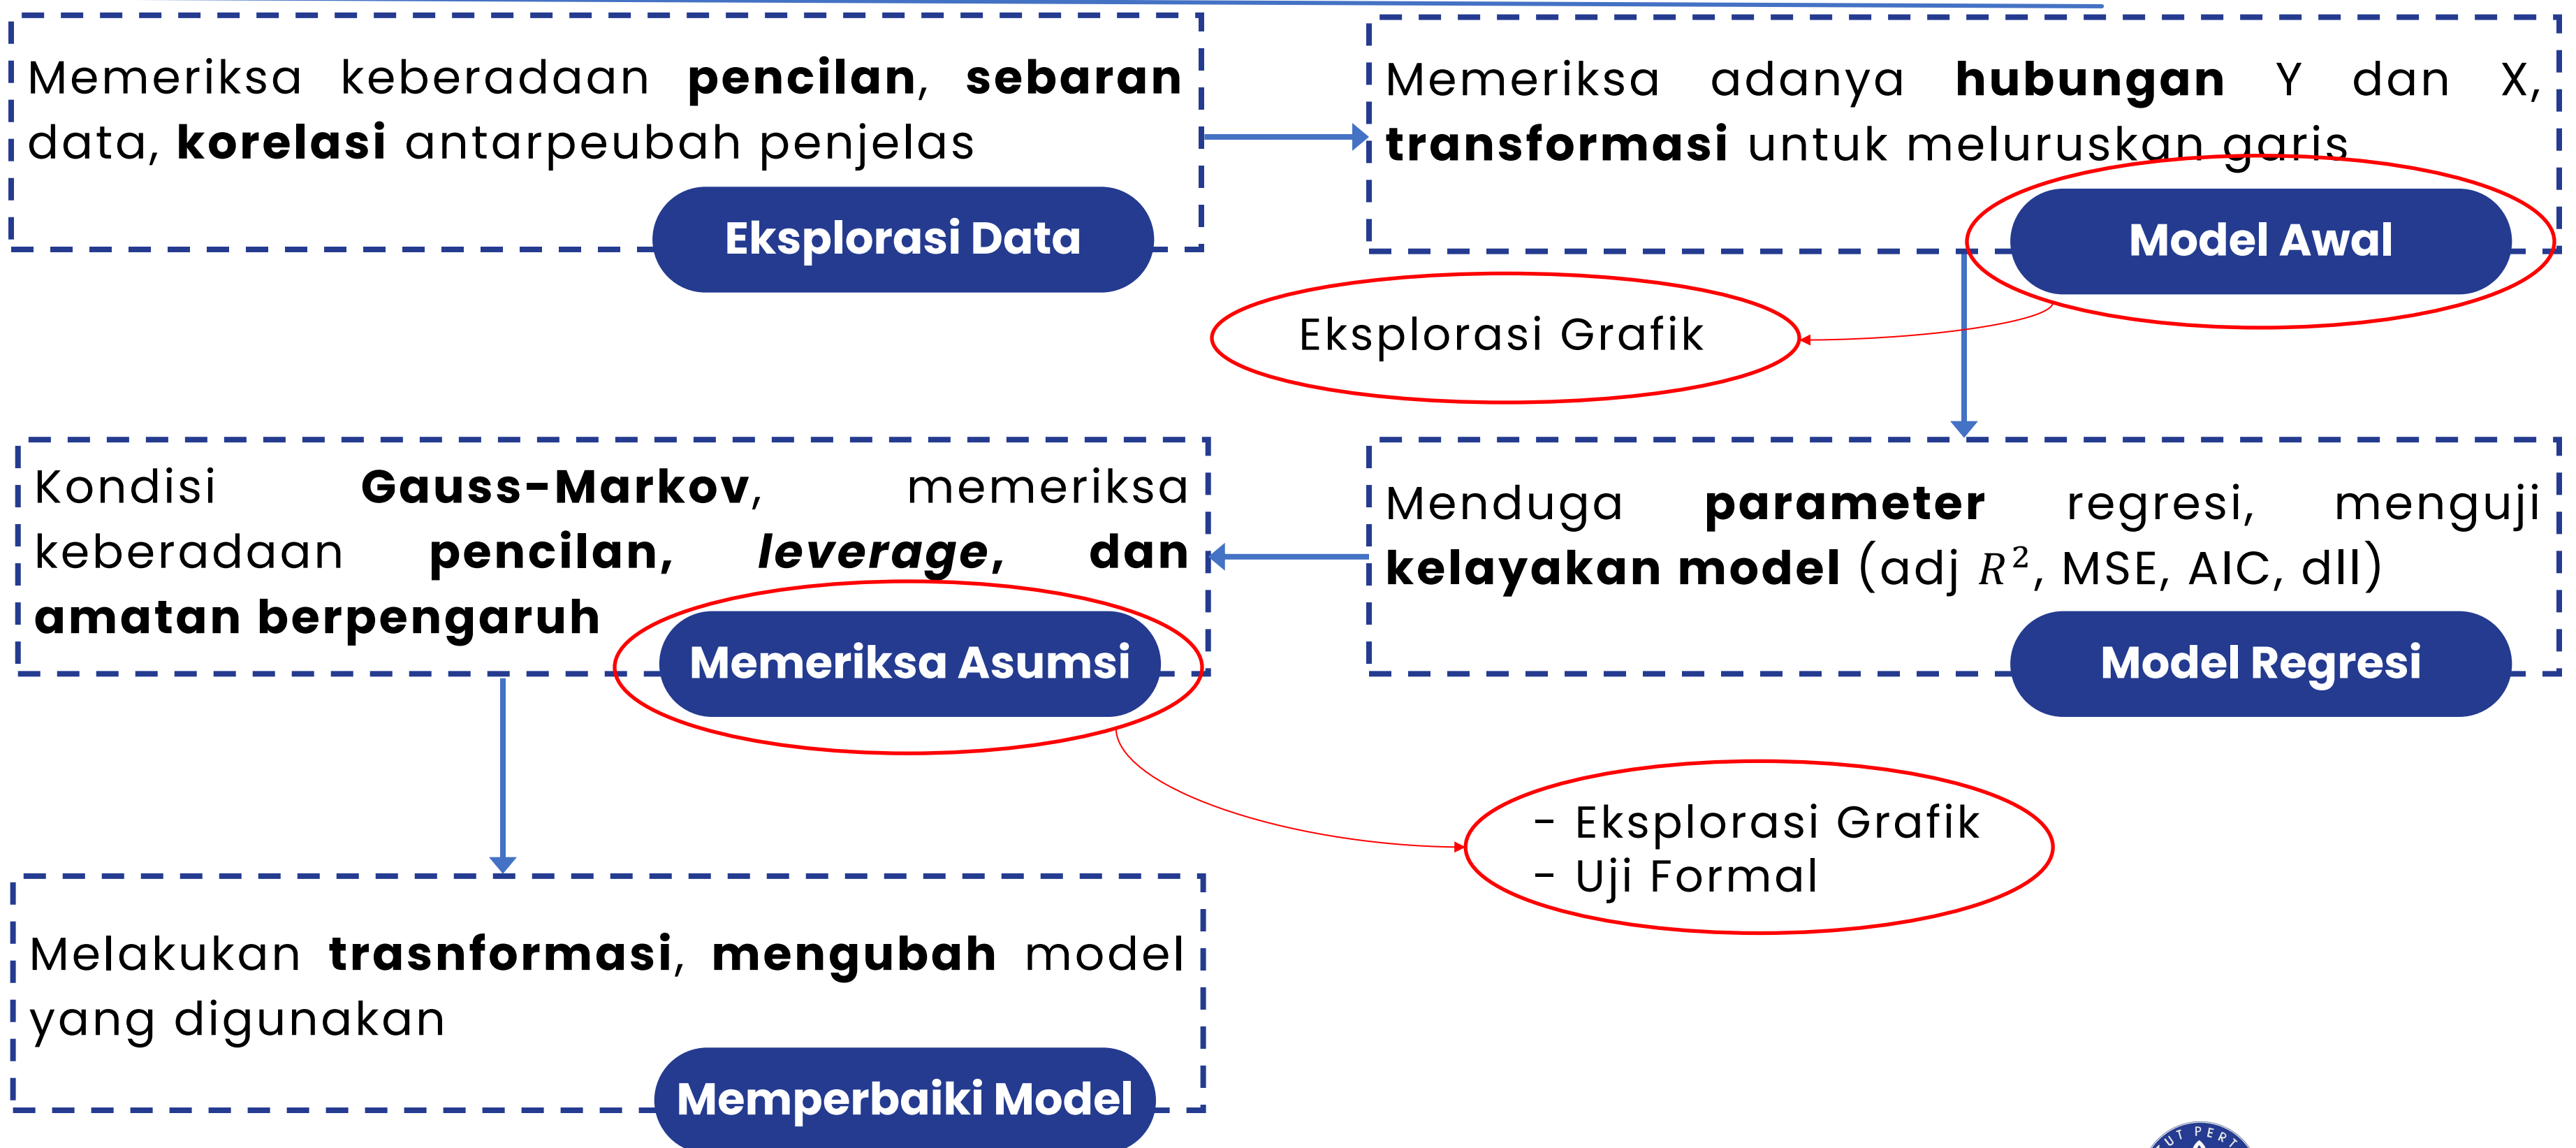 Memeriksa keberadaan pencilan, sebaran
data, korelasi antarpeubah penjelas
Eksplorasi Data
Memeriksa adanya hubungan Y dan X,
transformasi untuk meluruskan garis
Model Awal
Eksplorasi Grafik
Menduga parameter regresi, menguji
kelayakan model (adj R², MSE, AIC, dll)
Model Regresi
Kondisi Gauss-Markov, memeriksa
keberadaan pencilan, leverage, dan
amatan berpengaruh
Memeriksa Asumsi
- Eksplorasi Grafik
- Uji Formal
Melakukan trasnformasi, mengubah model
yang digunakan
Memperbaiki Model